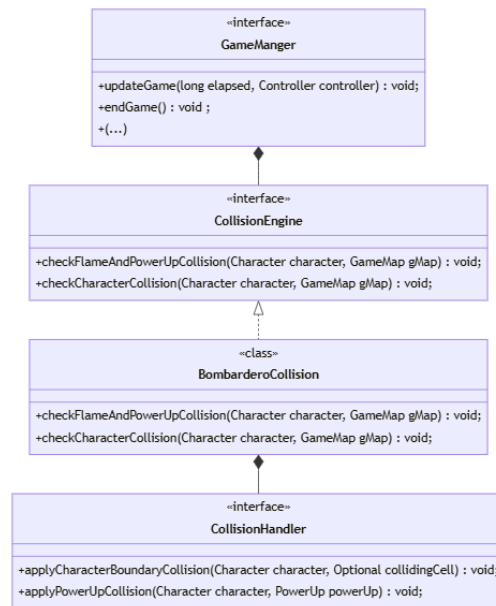 «interface»
GameManger
+updateGame(long elapsed, Controller controller) : void;
+endGame() : void ;
+(...)
«interface»
CollisionEngine
+checkFlameAndPowerUpCollision(Character character, GameMap gMap) : void;
+checkCharacterCollision(Character character, GameMap gMap) : void;
«class»
BombarderoCollision
+checkFlameAndPowerUpCollision(Character character, GameMap gMap) : void;
+checkCharacterCollision(Character character, GameMap gMap) : void;
«interface»
CollisionHandler
+applyCharacterBoundaryCollision(Character character, Optional collidingCell) : void;
+applyPowerUpCollision(Character character, PowerUp powerUp) : void;